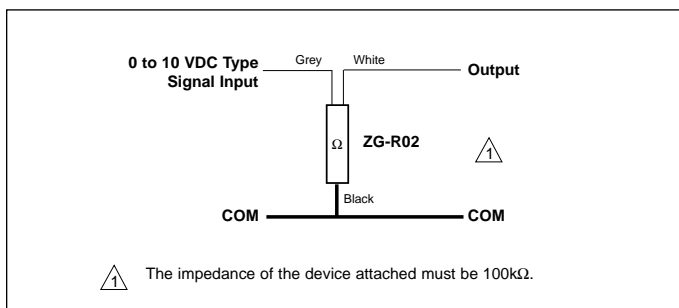 0 to 10 VDC Type
Signal Input
Grey
White
Output
Ω
ZG-R02
1
Black
COM
COM
1
The impedance of the device attached must be 100kΩ.